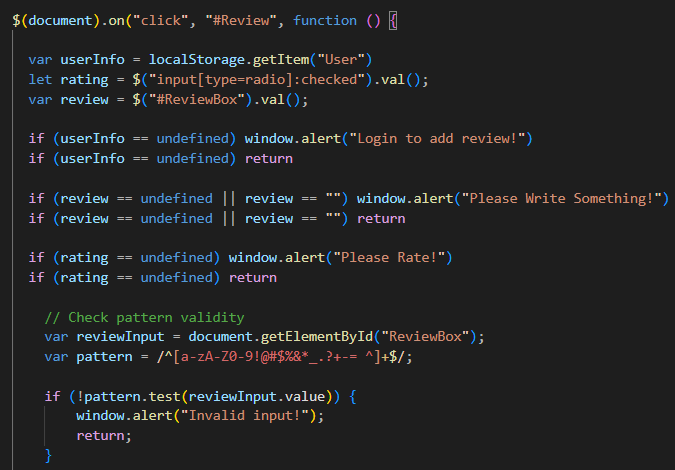 $(document).on("click", "#Review", function () {
var userInfo = localStorage.getItem("User")
let rating = $("input[type=radio]:checked").val();
var review = $("#ReviewBox").val();
if (userInfo == undefined) window.alert("Login to add review!")
if (userInfo == undefined) return
if (review == undefined || review == "") window.alert("Please Write Something!")
if (review == undefined || review == "") return
if (rating == undefined) window.alert("Please Rate!")
if (rating == undefined) return
// Check pattern validity
var reviewInput = document.getElementById("ReviewBox");
var pattern = /^[a-zA-Z0-9!@#$%&*_.?+-= ^]+$/;
if (!pattern.test(reviewInput.value)) {
window.alert("Invalid input!");
return;
}